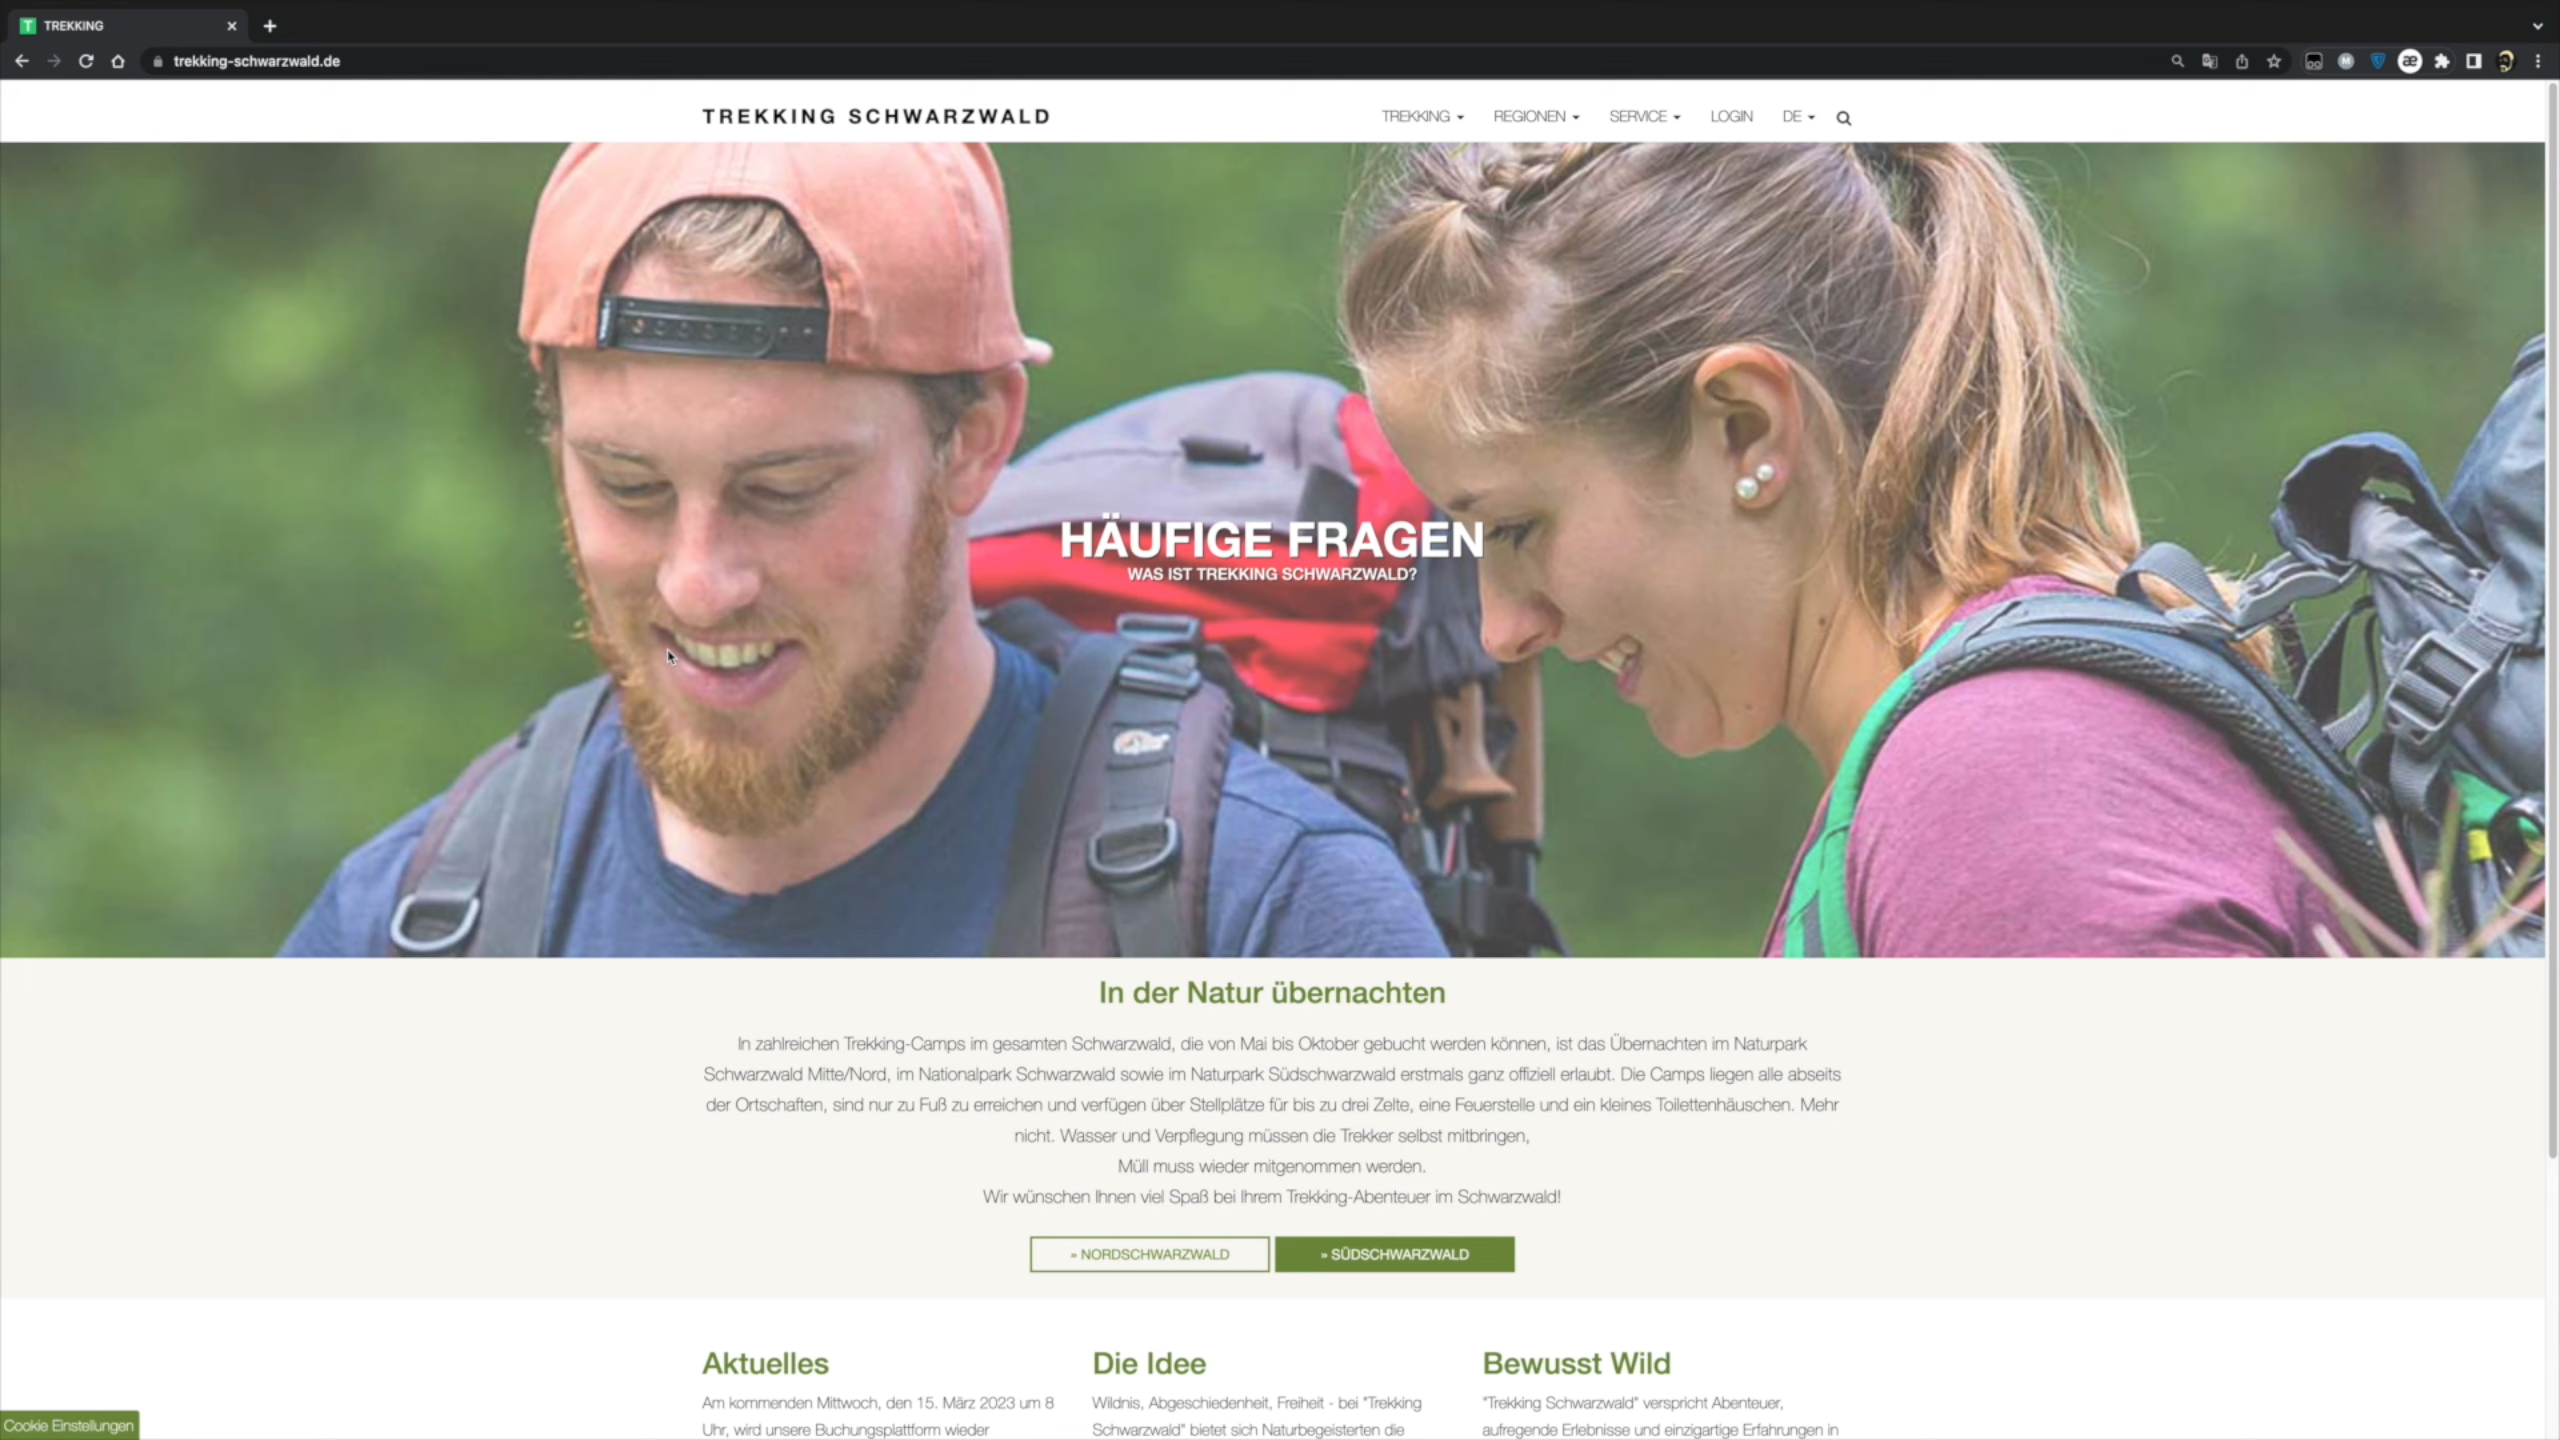 TREKKING
trekking-schwarzwald.de
TREKKING SCHWARZWALD
TREKKING REGIONEN SERVICE LOGIN DE
HÄUFIGE FRAGEN
WAS IST TREKKING SCHWARZWALD?
In der Natur übernachten
In zahlreichen Trekking-Camps im gesamten Schwarzwald, die von Mai bis Oktober gebucht werden können, ist das Übernachten im Naturpark
Schwarzwald Mitte/Nord, im Nationalpark Schwarzwald sowie im Naturpark Südschwarzwald erstmals ganz offiziell erlaubt. Die Camps liegen alle abseits
der Ortschaften, sind nur zu Fuß zu erreichen und verfügen über Stellplätze für bis zu drei Zelte, eine Feuerstelle und ein kleines Toilettenhäuschen. Mehr
nicht. Wasser und Verpflegung müssen die Trekker selbst mitbringen,
Müll muss wieder mitgenommen werden.
Wir wünschen Ihnen viel Spaß bei Ihrem Trekking-Abenteuer im Schwarzwald!
» NORDSCHWARZWALD
» SÜDSCHWARZWALD
Aktuelles
Am kommenden Mittwoch, den 15. März 2023 um 8
Uhr, wird unsere Buchungsplattform wieder
Die Idee
Wildnis, Abgeschiedenheit, Freiheit - bei "Trekking
Schwarzwald" bietet sich Naturbegeisterten die
Bewusst Wild
"Trekking Schwarzwald" verspricht Abenteuer,
aufregende Erlebnisse und einzigartige Erfahrungen in
Cookie Einstellungen